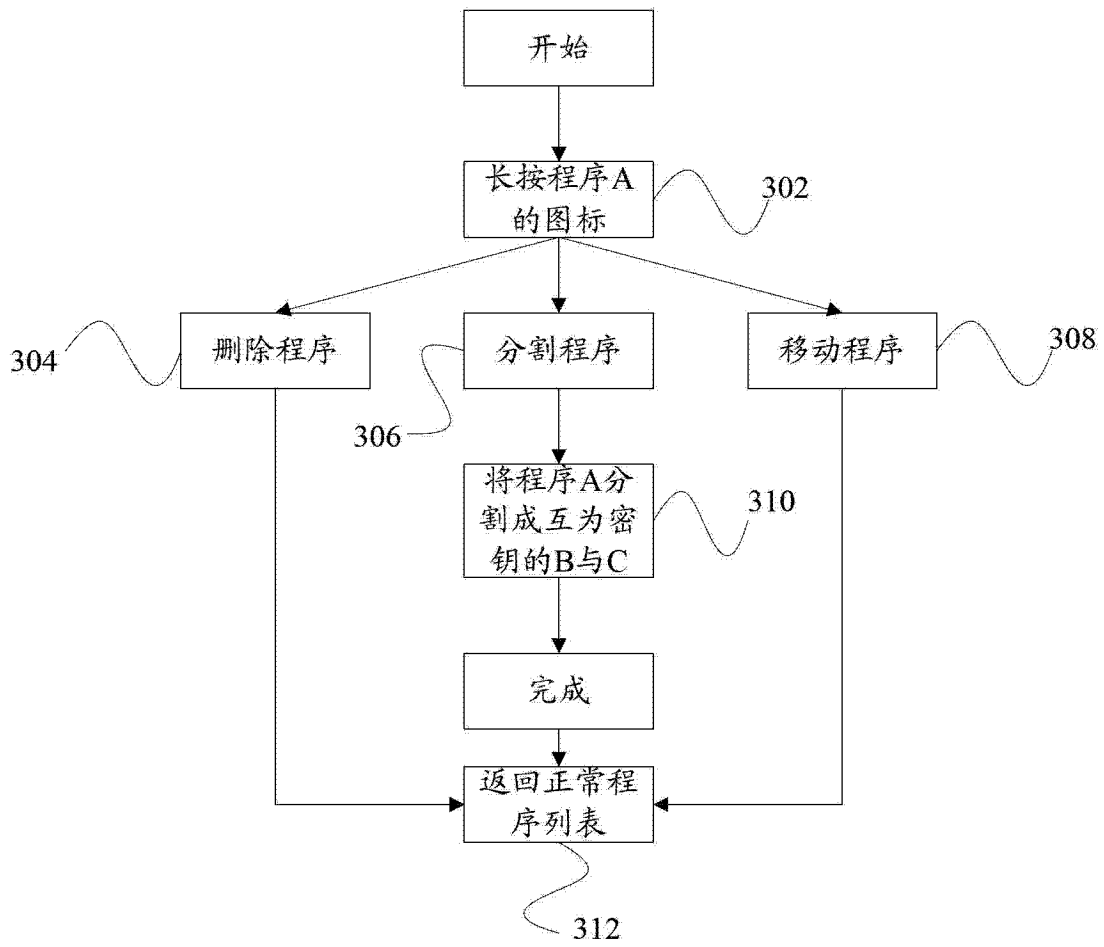 开始
长按程序A
的图标
302
304
删除程序
分割程序
移动程序
308
306
将程序A分
割成互为密
钥的B与C
310
完成
返回正常程
序列表
312